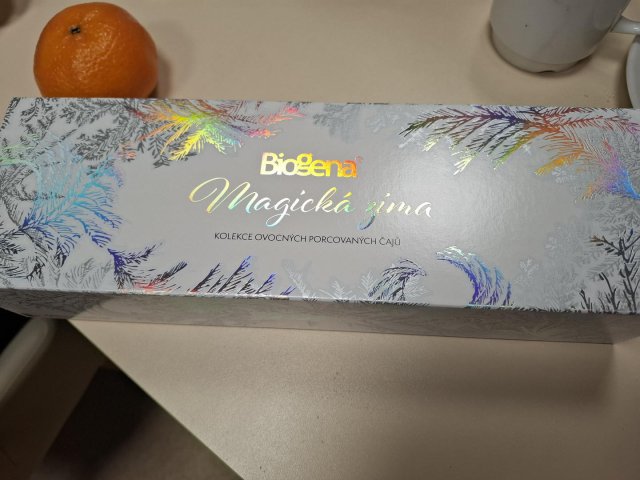 Biogena
Magická zima
KOLEKCE OVOCNÝCH PORCOVANÝCH ČAJŮ